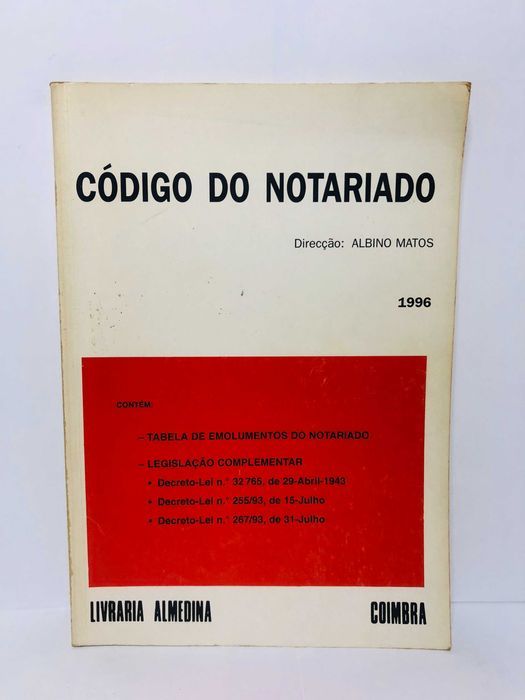 CÓDIGO DO NOTARIADO
Direcção: ALBINO MATOS
1996
CONTÉM:
– TABELA DE EMOLUMENTOS DO NOTARIADO
– LEGISLAÇÃO COMPLEMENTAR
• Decreto-Lei n.° 32 765, de 29-Abril-1943
• Decreto-Lei n.° 255/93, de 15-Julho
• Decreto-Lei n.° 267/93, de 31-Julho
LIVRARIA ALMEDINA COIMBRA